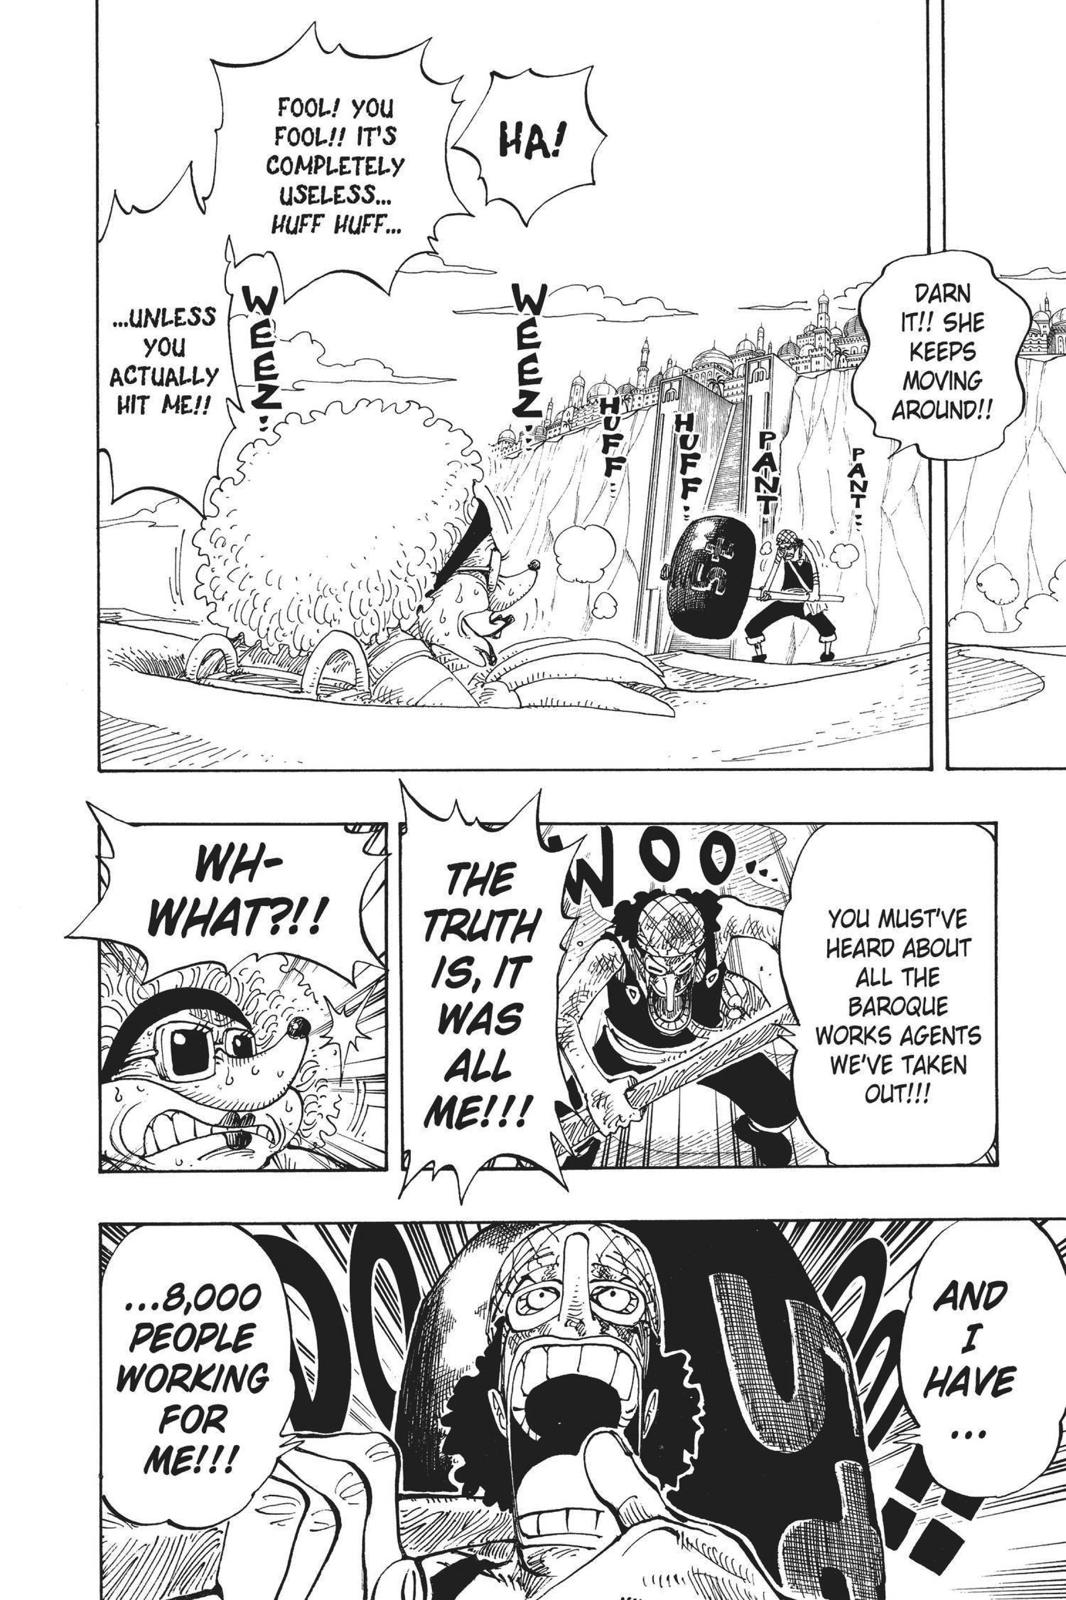 DARN
IT!! SHE
KEEPS
MOVING
AROUND!!
PANT...
PANT...
HUFF...
HUFF...
HA!
WEEZ...
FOOL! YOU
FOOL!! IT'S
COMPLETELY
USELESS...
HUFF HUFF...
WEEZ...
...UNLESS
YOU
ACTUALLY
HIT ME!!
YOU MUST'VE
HEARD ABOUT
ALL THE
BAROQUE
WORKS AGENTS
WE'VE TAKEN
OUT!!!
WOO...
THE
TRUTH
IS, IT
WAS
ALL
ME!!!
WH-
WHAT?!!
AND
I
HAVE
...
...8,000
PEOPLE
WORKING
FOR
ME!!!